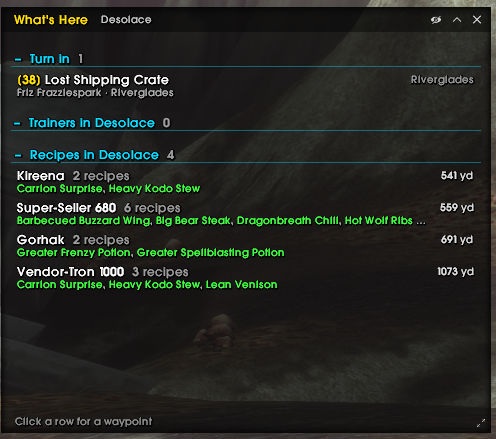 What's Here Desolace
– Turn in 1
(38) Lost Shipping Crate Riverglades
Friz Frazzlespark · Riverglades
– Trainers in Desolace 0
– Recipes in Desolace 4
Kireena 2 recipes 541 yd
Carrion Surprise, Heavy Kodo Stew
Super-Seller 680 6 recipes 559 yd
Barbecued Buzzard Wing, Big Bear Steak, Dragonbreath Chili, Hot Wolf Ribs ...
Gorhak 2 recipes 691 yd
Greater Frenzy Potion, Greater Spellblasting Potion
Vendor-Tron 1000 3 recipes 1073 yd
Carrion Surprise, Heavy Kodo Stew, Lean Venison
Click a row for a waypoint